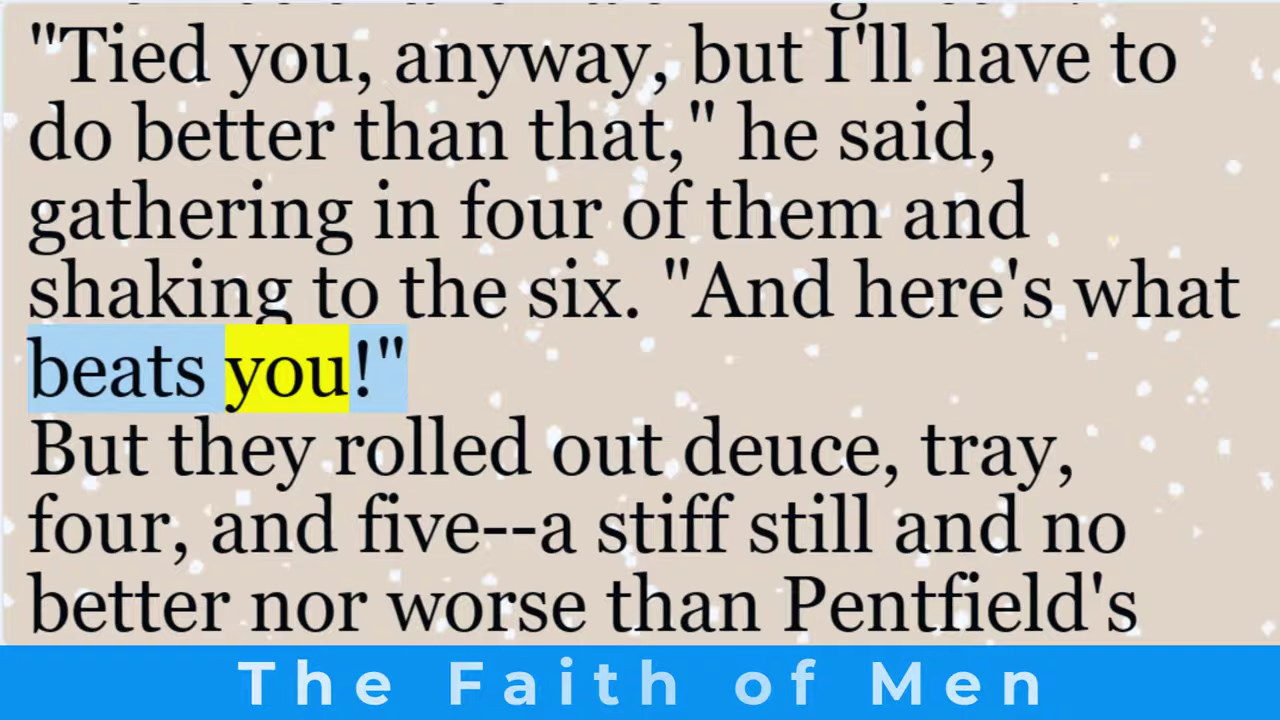 "Tied you, anyway, but I'll have to
do better than that," he said,
gathering in four of them and
shaking to the six. "And here's what
beats you!"
But they rolled out deuce, tray,
four, and five--a stiff still and no
better nor worse than Pentfield's
The Faith of Men